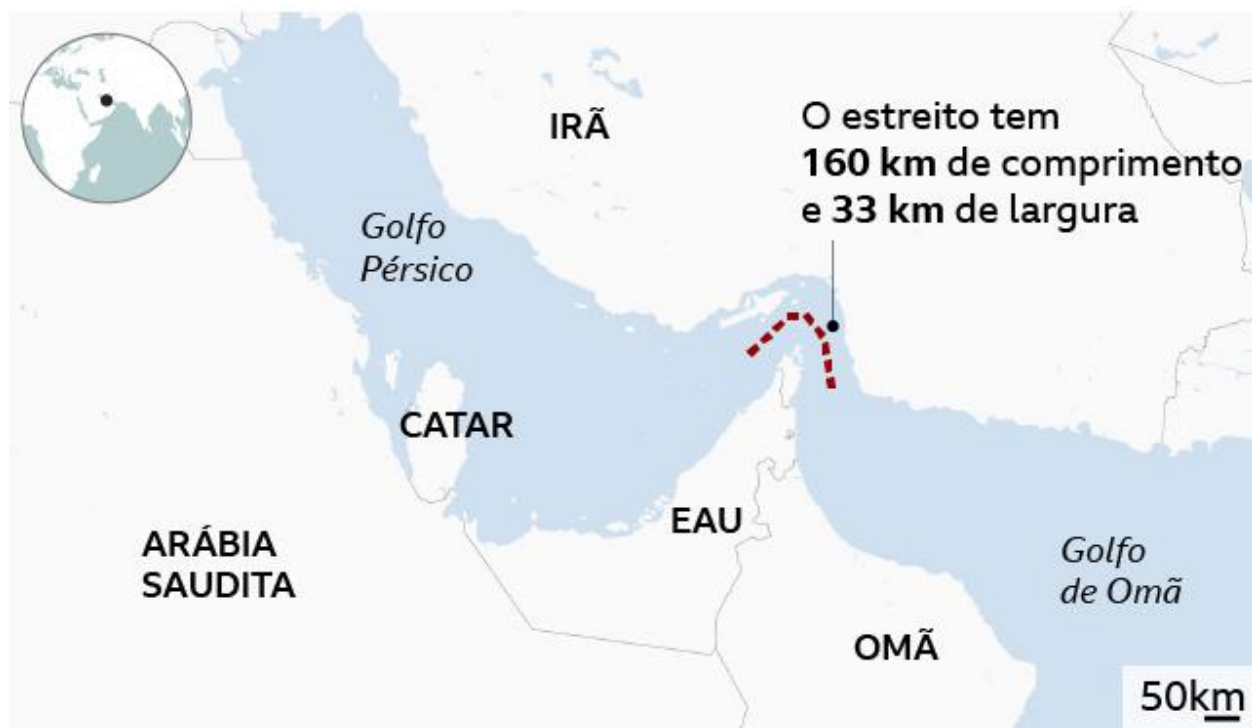 IRÃ
O estreito tem
160 km de comprimento
e 33 km de largura
Golfo
Pérsico
CATAR
EAU
ARÁBIA
SAUDITA
Golfo
de Omã
OMÃ
50km